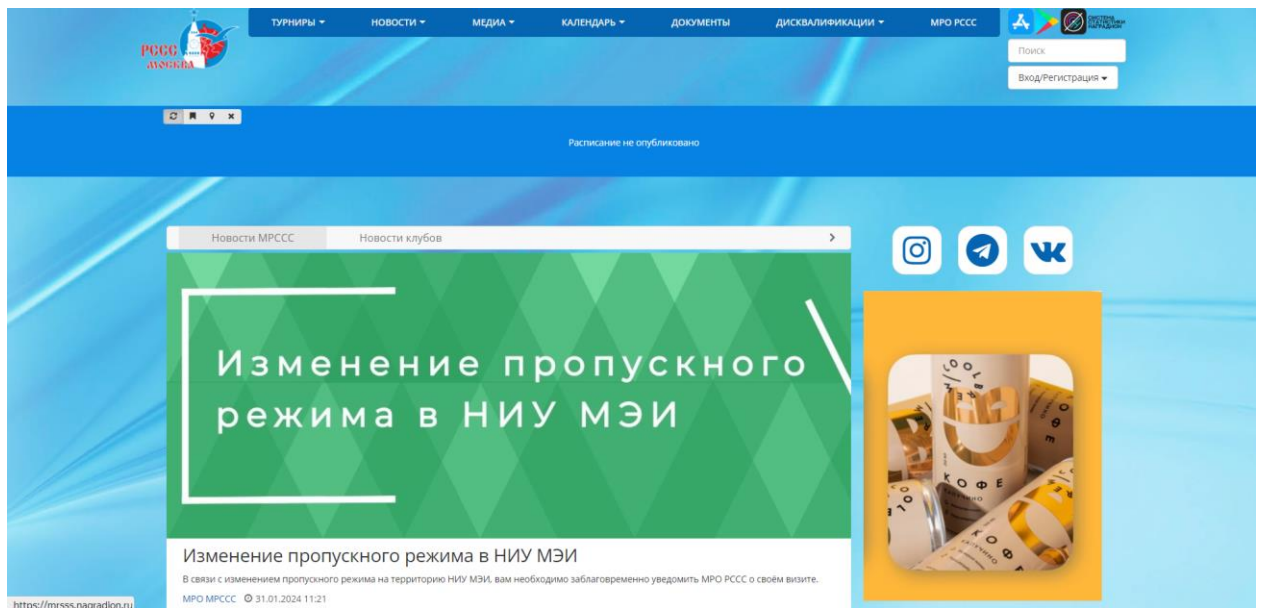 РССС
МОСКВА
ТУРНИРЫ
НОВОСТИ
МЕДИА
КАЛЕНДАРЬ
ДОКУМЕНТЫ
ДИСКВАЛИФИКАЦИИ
МРО РССС
СИСТЕМА
СТАТИСТИКИ
НАГРАДИОН
Поиск
Вход/Регистрация
Расписание не опубликовано
Новости МРССС
Новости клубов
Изменение пропускного
режима в НИУ МЭИ
КОФЕ
Изменение пропускного режима в НИУ МЭИ
В связи с изменением пропускного режима на территорию НИУ МЭИ, вам необходимо заблаговременно уведомить МРО РССС о своём визите.
МРО МРССС 31.01.2024 11:21
https://mrsss.nagradion.ru